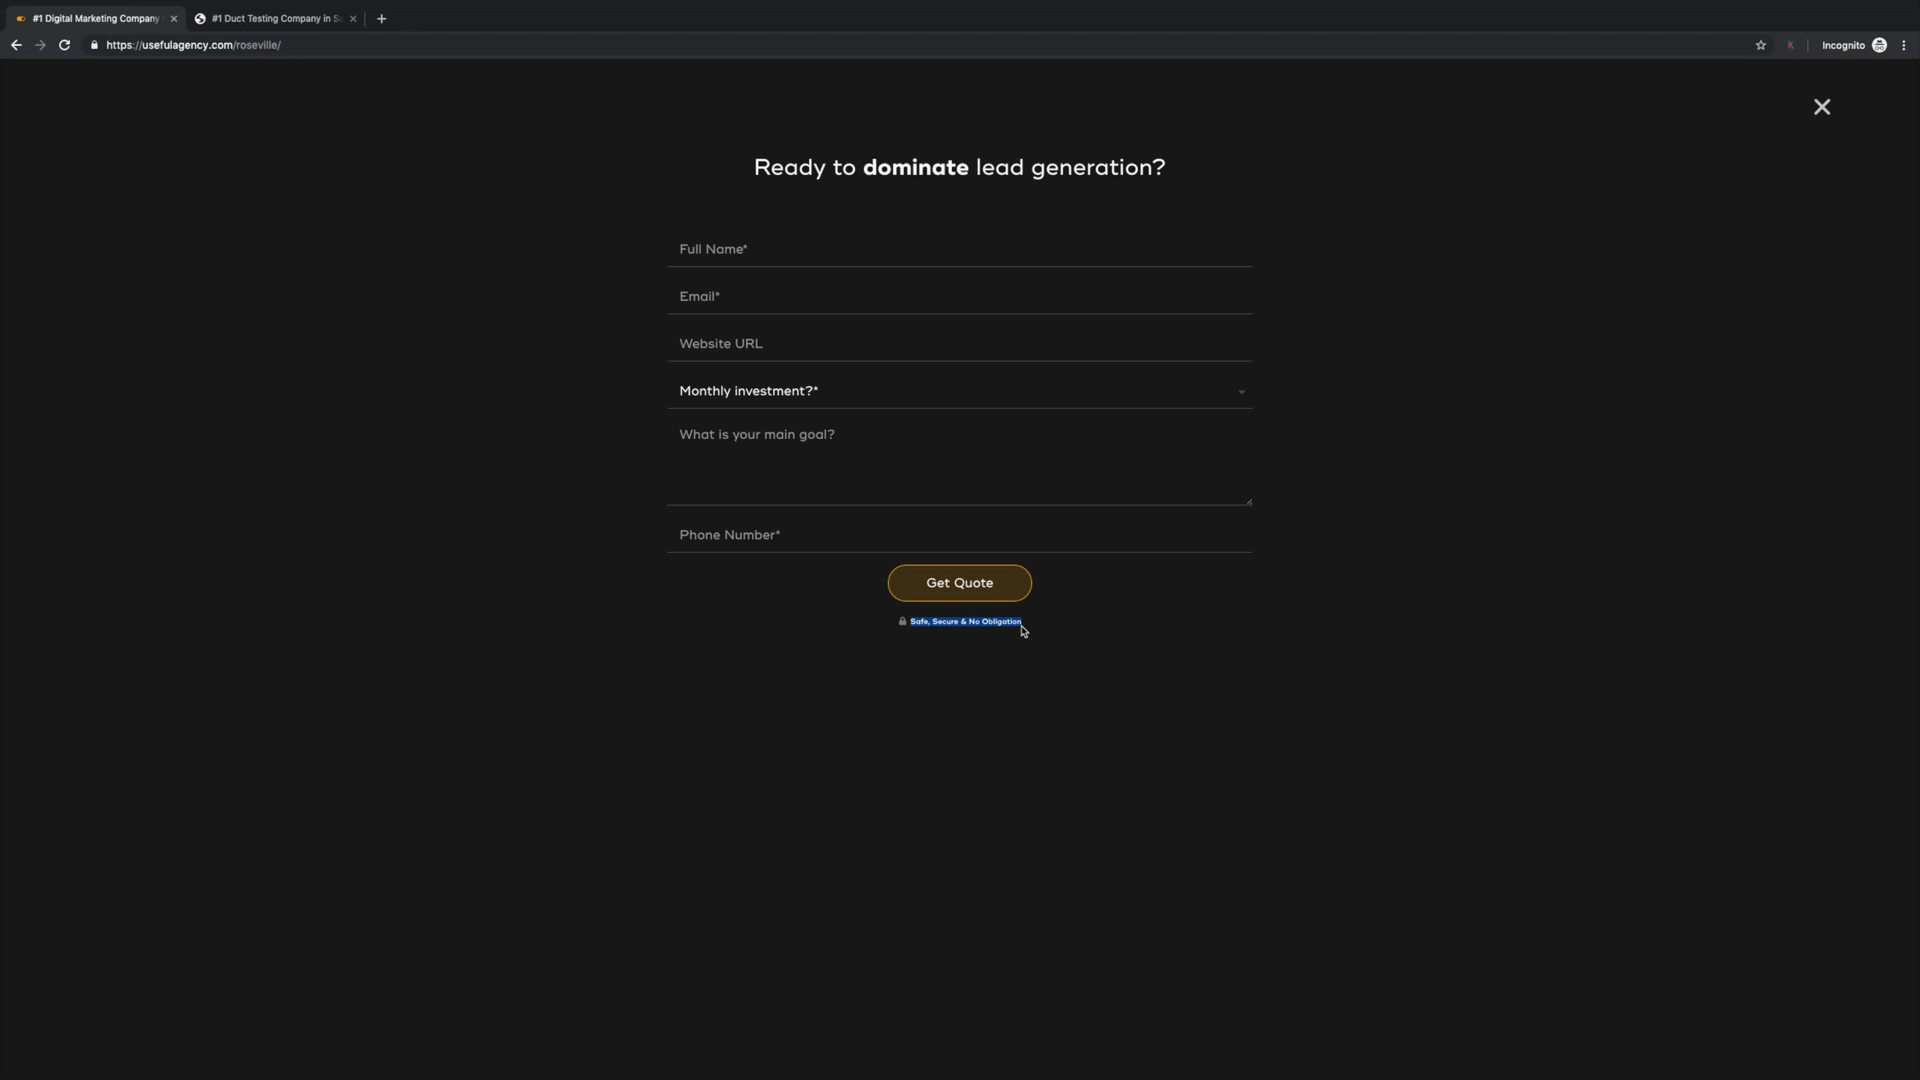 #1 Digital Marketing Company
#1 Duct Testing Company in Sa
https://usefulagency.com/roseville/
K
Incognito
Ready to dominate lead generation?
Full Name*
Email*
Website URL
Monthly investment?*
What is your main goal?
Phone Number*
Get Quote
Safe, Secure & No Obligation